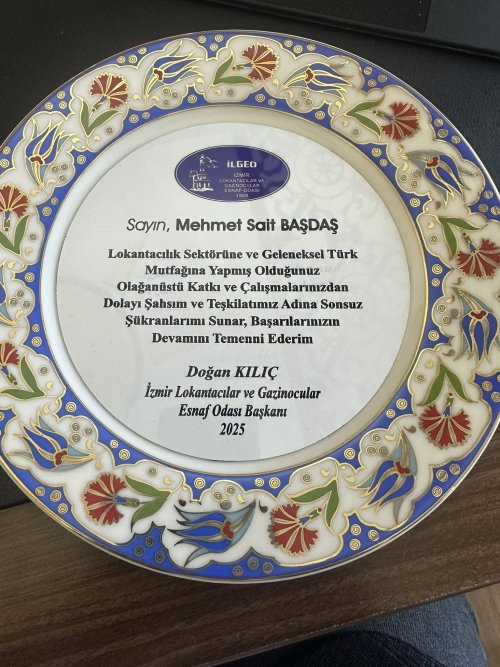 İLGEO
İZMİR
LOKANTACILAR VE
GAZİNOCULAR
ESNAF ODASI
Sayın, Mehmet Sait BAŞDAŞ
Lokantacılık Sektörüne ve Geleneksel Türk
Mutfağına Yapmış Olduğunuz
Olağanüstü Katkı ve Çalışmalarınızdan
Dolayı Şahsım ve Teşkilatımız Adına Sonsuz
Şükranlarımı Sunar, Başarılarınızın
Devamını Temenni Ederim
Doğan KILIÇ
İzmir Lokantacılar ve Gazinocular
Esnaf Odası Başkanı
2025